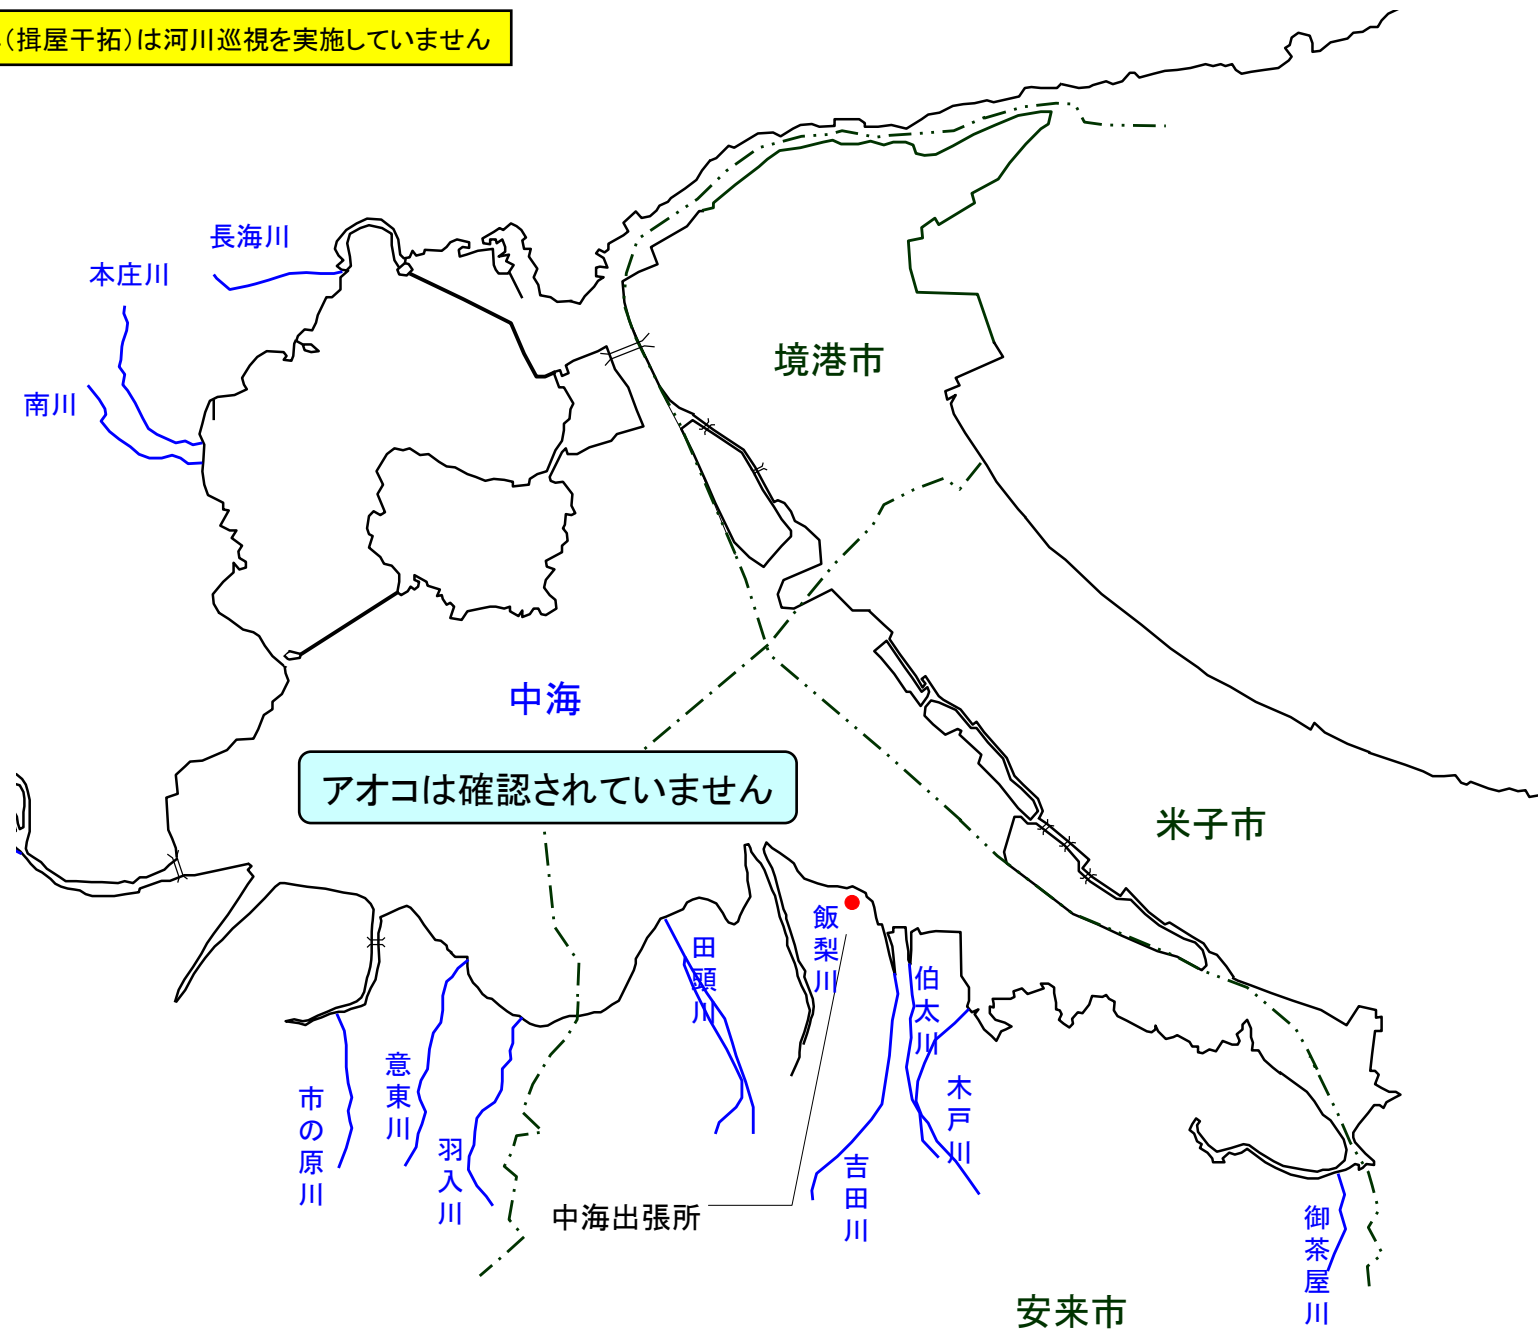 （揖屋干拓）は河川巡視を実施していません
長海川
本庄川
南川
境港市
中海
アオコは確認されていません
米子市
飯梨川
田頭川
伯太川
意東川
木戸川
市の原川
羽入川
吉田川
中海出張所
御茶屋川
安来市